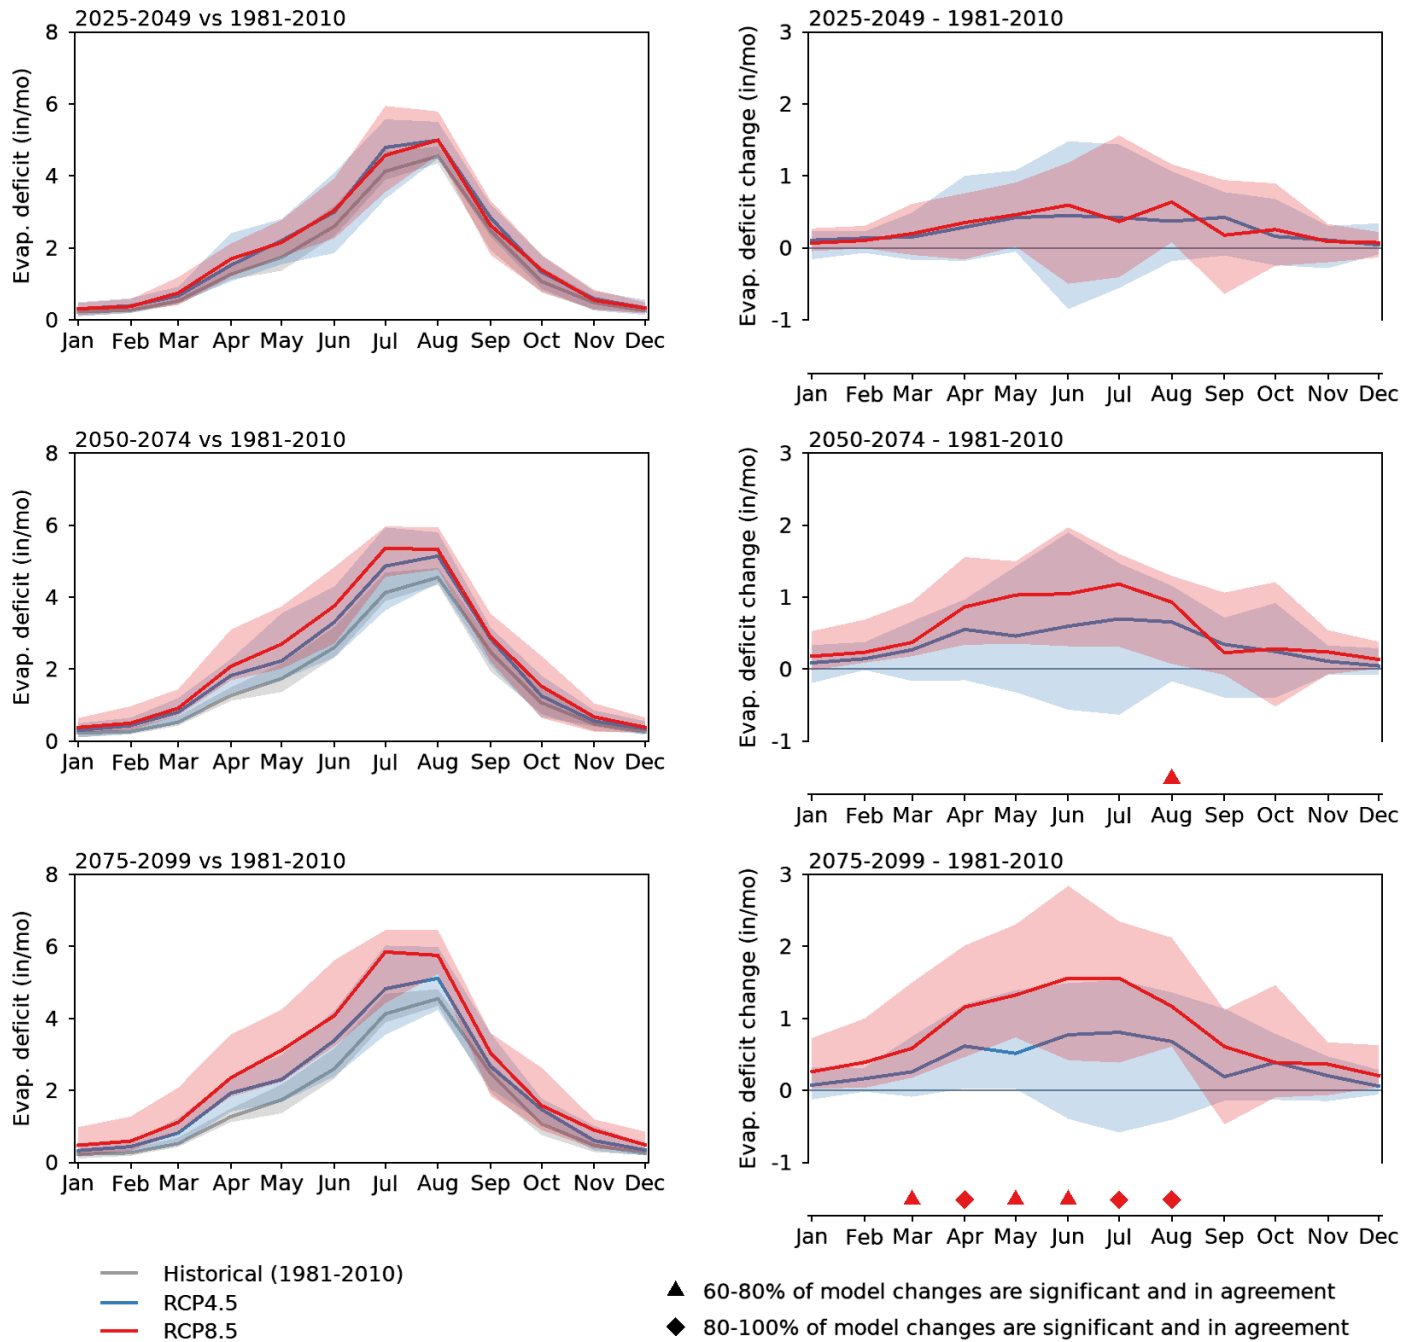 2025-2049 vs 1981-2010
Evap. deficit (in/mo)
8
6
4
2
0
Jan Feb Mar Apr May Jun Jul Aug Sep Oct Nov Dec
2025-2049 - 1981-2010
Evap. deficit change (in/mo)
3
2
1
0
-1
Jan Feb Mar Apr May Jun Jul Aug Sep Oct Nov Dec
2050-2074 vs 1981-2010
Evap. deficit (in/mo)
8
6
4
2
0
Jan Feb Mar Apr May Jun Jul Aug Sep Oct Nov Dec
2050-2074 - 1981-2010
Evap. deficit change (in/mo)
3
2
1
0
-1
Jan Feb Mar Apr May Jun Jul Aug Sep Oct Nov Dec
2075-2099 vs 1981-2010
Evap. deficit (in/mo)
8
6
4
2
0
Jan Feb Mar Apr May Jun Jul Aug Sep Oct Nov Dec
2075-2099 - 1981-2010
Evap. deficit change (in/mo)
3
2
1
0
-1
Jan Feb Mar Apr May Jun Jul Aug Sep Oct Nov Dec
Historical (1981-2010)
RCP4.5
RCP8.5
60-80% of model changes are significant and in agreement
80-100% of model changes are significant and in agreement